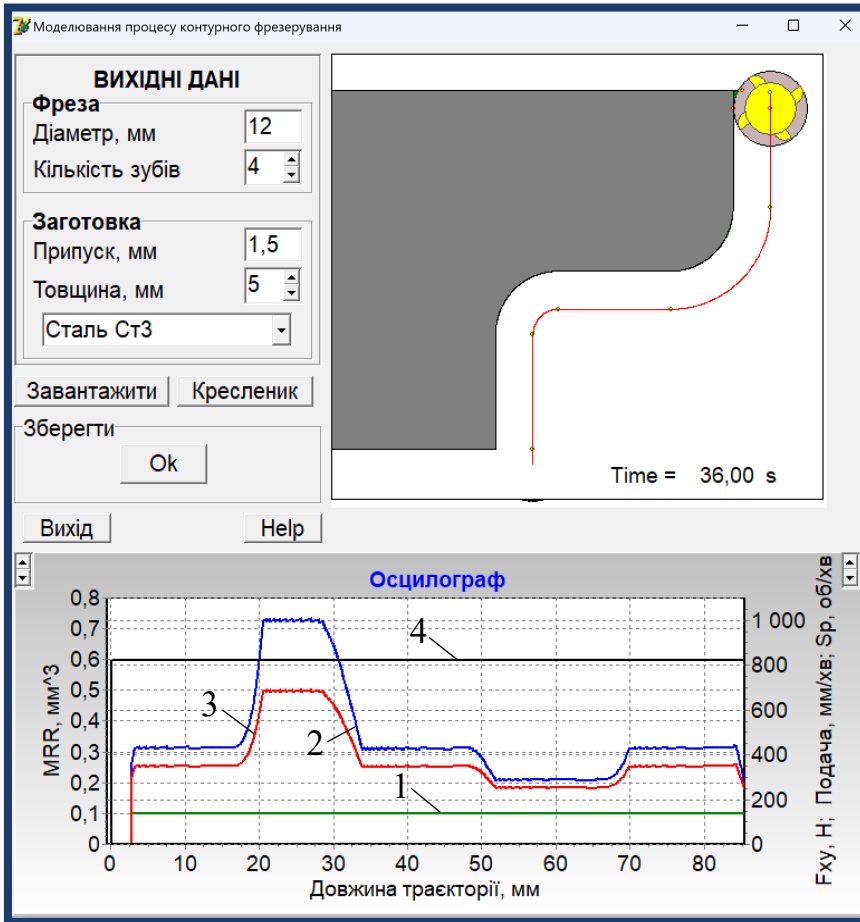 Моделювання процесу контурного фрезерування
ВИХІДНІ ДАНІ
Фреза
Діаметр, мм 12
Кількість зубів 4
Заготовка
Припуск, мм 1,5
Товщина, мм 5
Сталь Ст3
Завантажити Кресленик
Зберегти
Ok
Вихід Help
Time = 36,00 s
Осцилограф
MRR, мм^3
0,8
0,7
0,6
0,5
0,4
0,3
0,2
0,1
0
4
3
2
1
1 000
800
600
400
200
0
Fxy, Н; Подача, мм/хв; Sp, об/хв
0 10 20 30 40 50 60 70 80
Довжина траєкторії, мм